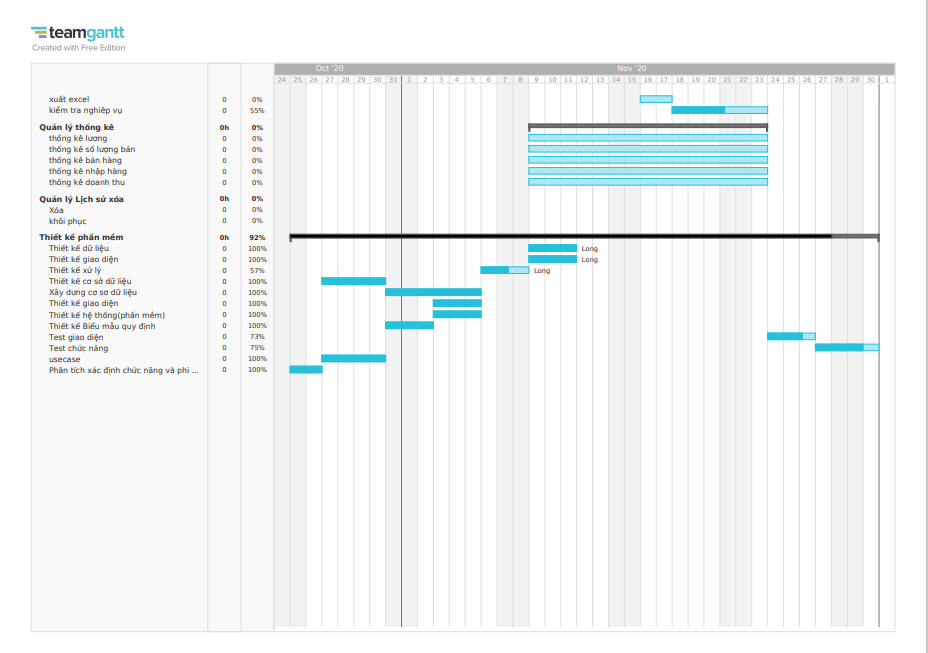 teamgantt
Created with Free Edition
Oct '20 Nov '20
24 25 26 27 28 29 30 31 1 2 3 4 5 6 7 8 9 10 11 12 13 14 15 16 17 18 19 20 21 22 23 24 25 26 27 28 29 30 1
xuất excel 0 0%
kiểm tra nghiệp vụ 0 55%
Quản lý thống kê 0h 0%
thống kê lương 0 0%
thống kê số lượng bán 0 0%
thống kê bán hàng 0 0%
thống kê nhập hàng 0 0%
thống kê doanh thu 0 0%
Quản lý Lịch sử xóa 0h 0%
Xóa 0 0%
khôi phục 0 0%
Thiết kế phần mềm 0h 92%
Thiết kế dữ liệu 0 100% Long
Thiết kế giao diện 0 100% Long
Thiết kế xử lý 0 57% Long
Thiết kế cơ sở dữ liệu 0 100%
Xây dung cơ sơ dữ liệu 0 100%
Thiết kế giao diện 0 100%
Thiết kế hệ thống(phần mềm) 0 100%
Thiết kế Biểu mẫu quy định 0 100%
Test giao diện 0 73%
Test chức năng 0 75%
usecase 0 100%
Phân tích xác định chức năng và phi ... 0 100%